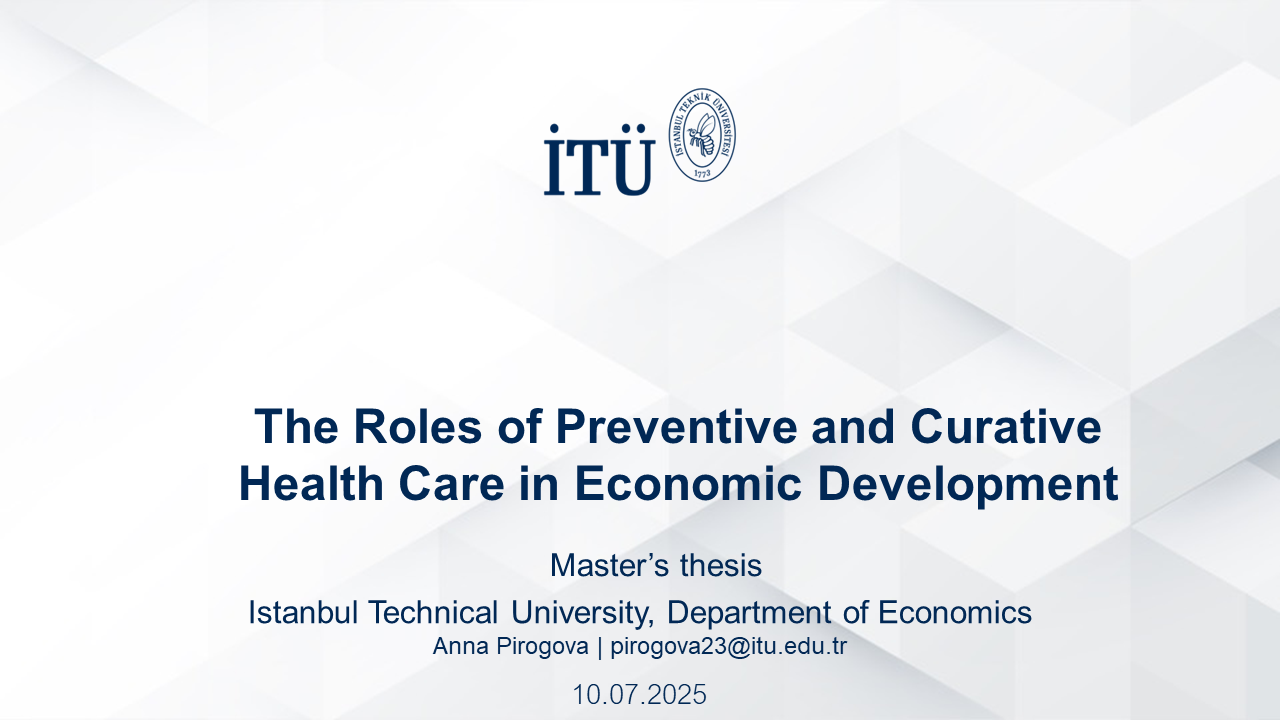 İTÜ
İSTANBUL TEKNİK ÜNİVERSİTESİ
1773
The Roles of Preventive and Curative
Health Care in Economic Development
Master’s thesis
Istanbul Technical University, Department of Economics
Anna Pirogova | pirogova23@itu.edu.tr
10.07.2025